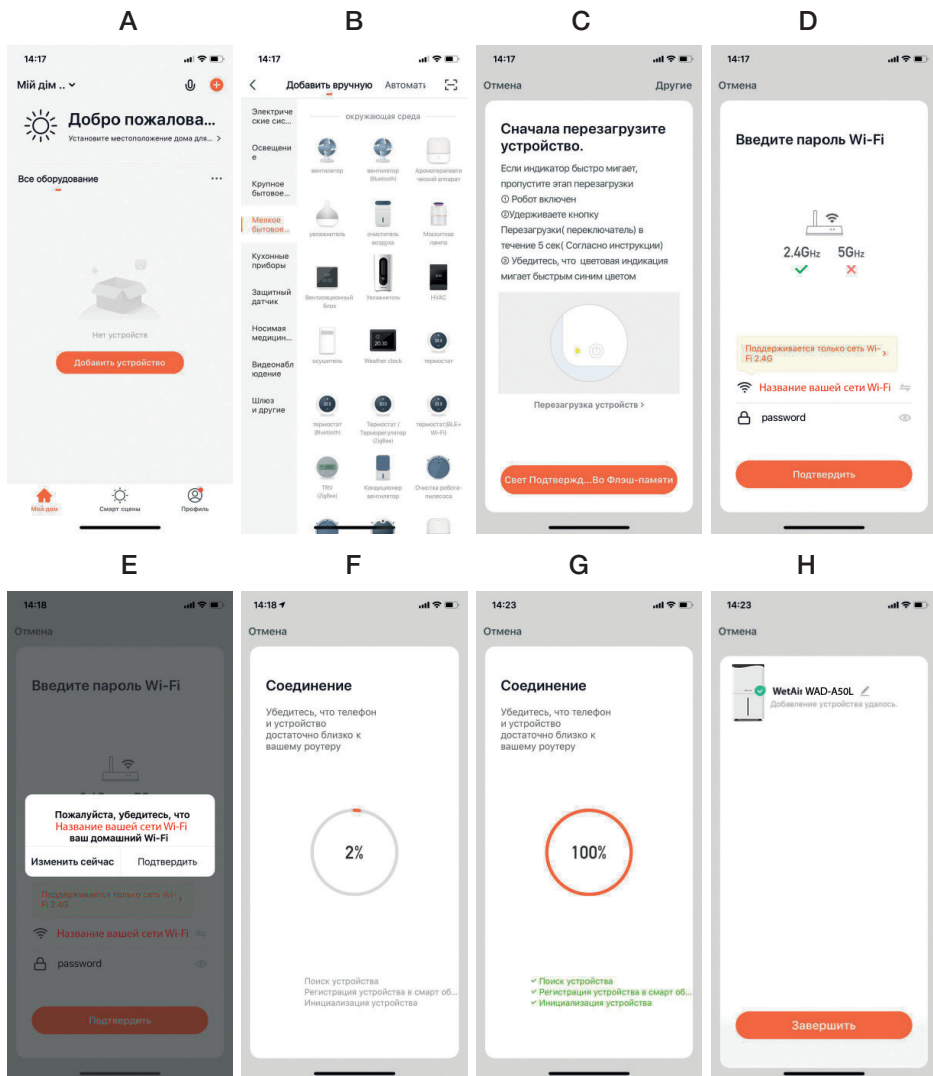 A
14:17
Мій дім ..
Добро пожалова...
Установите местоположение дома для... >
Все оборудование
...
Нет устройств
Добавить устройство
Мой дом
Смарт сцены
Профиль
B
14:17
Добавить вручную Автомати
Электриче
ские сис...
Освещени
е
Крупное
бытовое...
Мелкое
бытовое...
Кухонные
приборы
Защитный
датчик
Носимая
медицин...
Видеонабл
юдение
Шлюз
и другие
окружающая среда
вентилятор
вентилятор
(Bluetooth)
Ароматерапевти
ческий аппарат
увлажнитель
очиститель
воздуха
Москитная
лампа
Вентиляционный
блок
Увлажнитель
HVAC
осушитель
Weather clock
термостат
термостат
(Bluetooth)
Термостат /
Терморегулятор
(ZigBee)
термостат(BLE+
Wi-Fi)
TRV
(ZigBee)
Кондиционер
вентилятор
Очистка робота-
пылесоса
C
14:17
Отмена Другие
Сначала перезагрузите
устройство.
Если индикатор быстро мигает,
пропустите этап перезагрузки
① Робот включен
②Удерживаете кнопку
Перезагрузки( переключатель) в
течение 5 сек( Согласно инструкции)
③ Убедитесь, что цветовая индикация
мигает быстрым синим цветом
Перезагрузка устройств >
Свет Подтвержд...Во Флэш-памяти
D
14:17
Отмена
Введите пароль Wi-Fi
2.4GHz 5GHz
Поддерживается только сеть Wi-
Fi 2.4G
Название вашей сети Wi-Fi
password
Подтвердить
E
14:18
Отмена
Введите пароль Wi-Fi
Пожалуйста, убедитесь, что
Название вашей сети Wi-Fi
ваш домашний Wi-Fi
Изменить сейчас Подтвердить
Поддерживается только сеть Wi-
Fi 2.4G
Название вашей сети Wi-Fi
password
Подтвердить
F
14:18
Отмена
Соединение
Убедитесь, что телефон
и устройство
достаточно близко к
вашему роутеру
2%
Поиск устройства
Регистрация устройства в смарт об...
Инициализация устройства
G
14:23
Отмена
Соединение
Убедитесь, что телефон
и устройство
достаточно близко к
вашему роутеру
100%
Поиск устройства
Регистрация устройства в смарт об...
Инициализация устройства
H
14:23
Отмена
WetAir WAD-A50L
Добавление устройства удалось.
Завершить